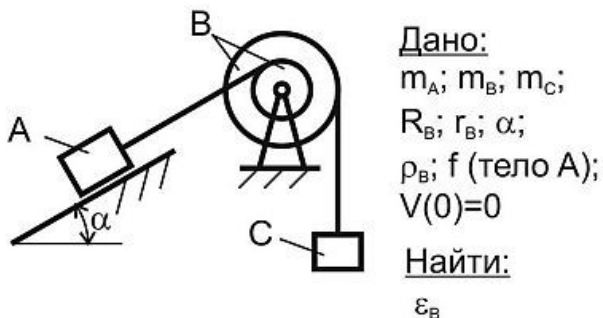 B
A
α
C
Дано:
m_A; m_B; m_C;
R_B; r_B; α;
ρ_B; f (тело А);
V(0)=0
Найти:
ε_B